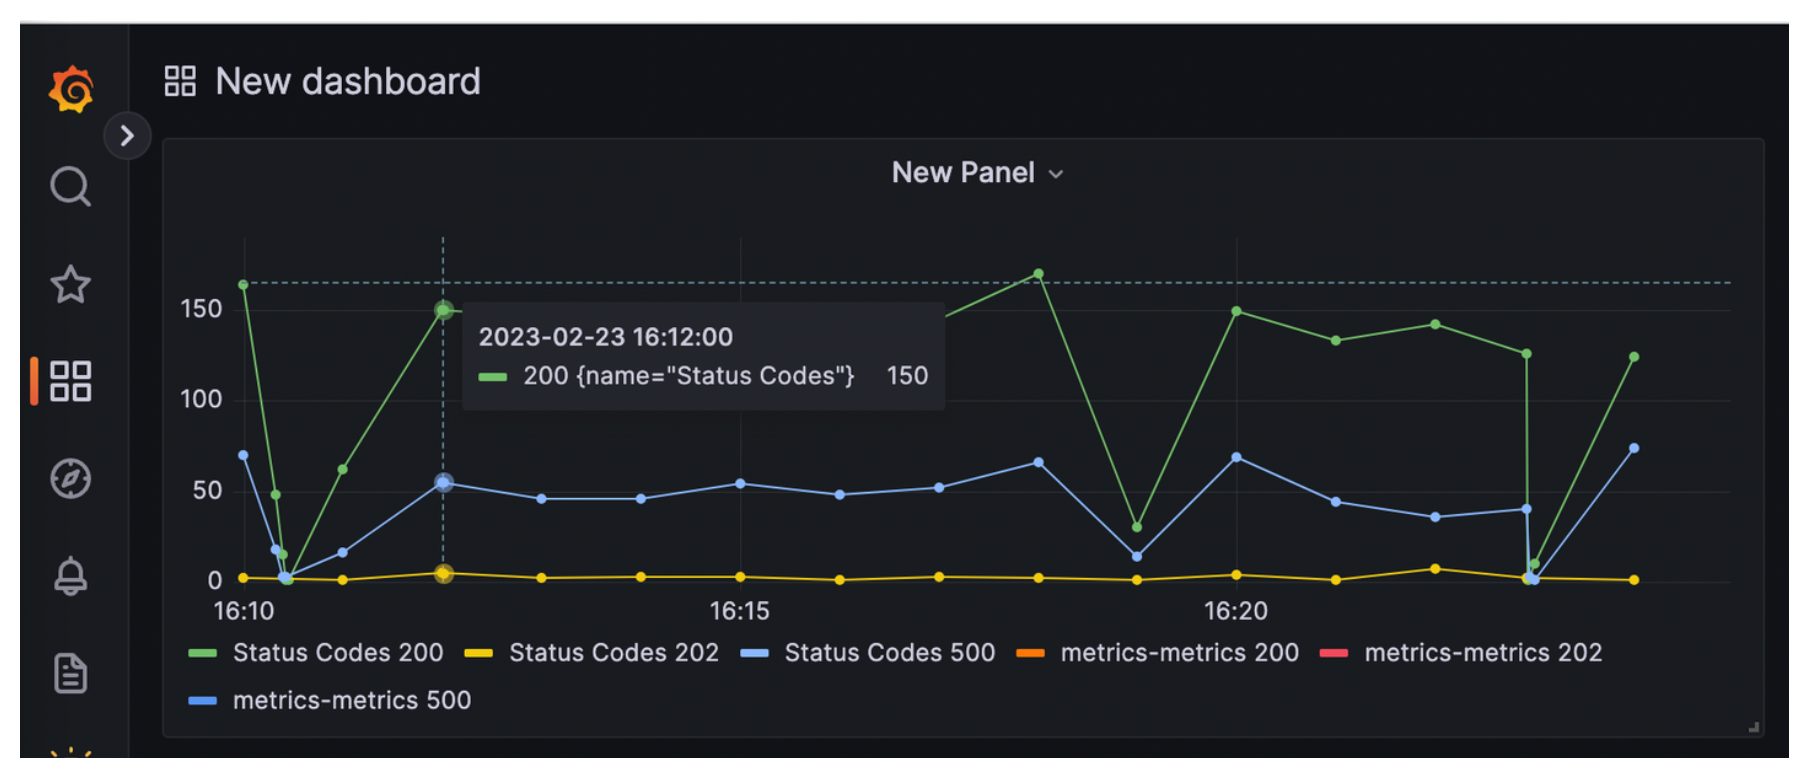 New dashboard
New Panel
150
100
50
0
2023-02-23 16:12:00
200 {name="Status Codes"} 150
16:10 16:15 16:20
Status Codes 200 Status Codes 202 Status Codes 500 metrics-metrics 200 metrics-metrics 202
metrics-metrics 500